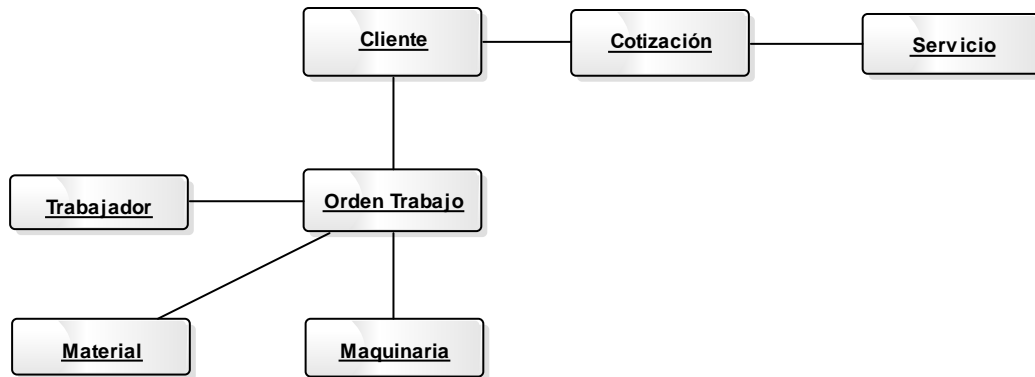 Cliente
Cotización
Servicio
Trabajador
Orden Trabajo
Material
Maquinaria